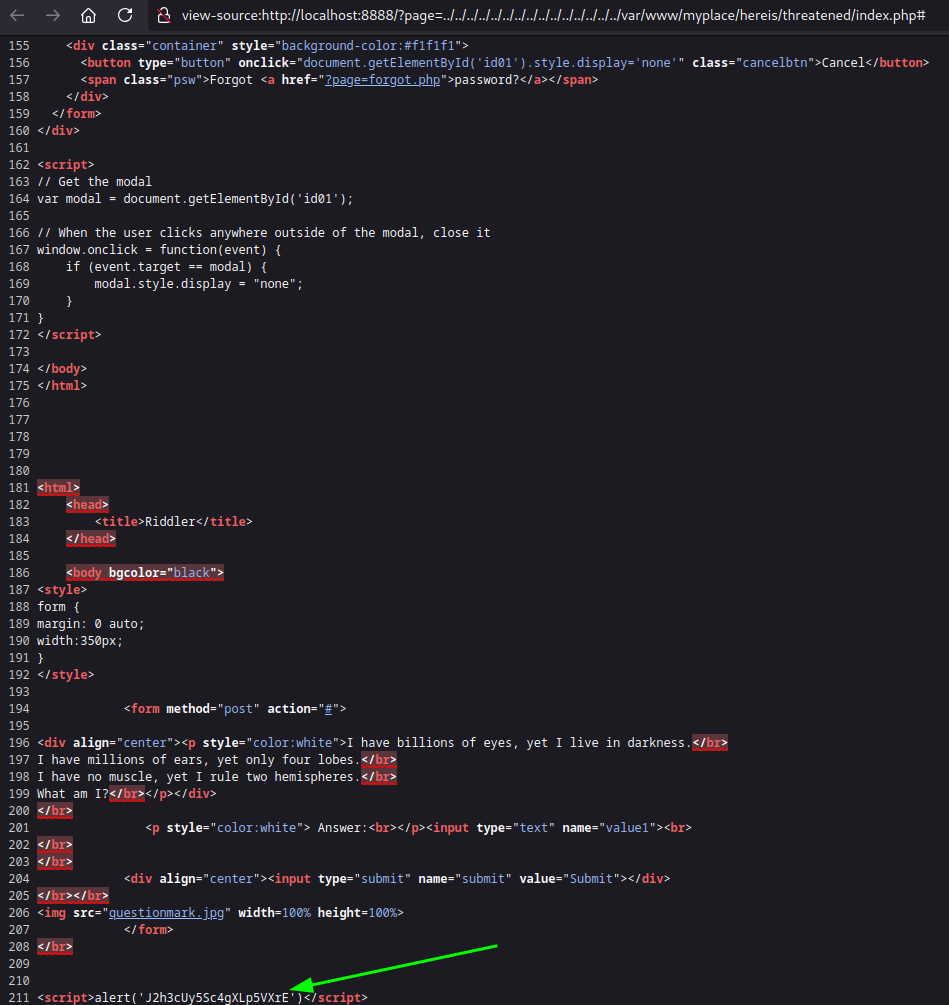 view-source:http://localhost:8888/?page=../../../../../../../../../../../../../../../var/www/myplace/hereis/threatened/index.php#
155 <div class="container" style="background-color:#f1f1f1">
156 <button type="button" onclick="document.getElementById('id01').style.display='none'" class="cancelbtn">Cancel</button>
157 <span class="psw">Forgot <a href="?page=forgot.php">password?</a></span>
158 </div>
159 </form>
160 </div>
161
162 <script>
163 // Get the modal
164 var modal = document.getElementById('id01');
165
166 // When the user clicks anywhere outside of the modal, close it
167 window.onclick = function(event) {
168 if (event.target == modal) {
169 modal.style.display = "none";
170 }
171 }
172 </script>
173
174 </body>
175 </html>
176
177
178
179
180
181 <html>
182 <head>
183 <title>Riddler</title>
184 </head>
185
186 <body bgcolor="black">
187 <style>
188 form {
189 margin: 0 auto;
190 width:350px;
191 }
192 </style>
193
194 <form method="post" action="#">
195
196 <div align="center"><p style="color:white">I have billions of eyes, yet I live in darkness.</br>
197 I have millions of ears, yet only four lobes.</br>
198 I have no muscle, yet I rule two hemispheres.</br>
199 What am I?</br></p></div>
200 </br>
201 <p style="color:white"> Answer:<br></p><input type="text" name="value1"><br>
202 </br>
203 </br>
204 <div align="center"><input type="submit" name="submit" value="Submit"></div>
205 </br></br>
206 <img src="questionmark.jpg" width=100% height=100%>
207 </form>
208 </br>
209
210
211 <script>alert('J2h3cUy5Sc4gXLp5VXrE')</script>